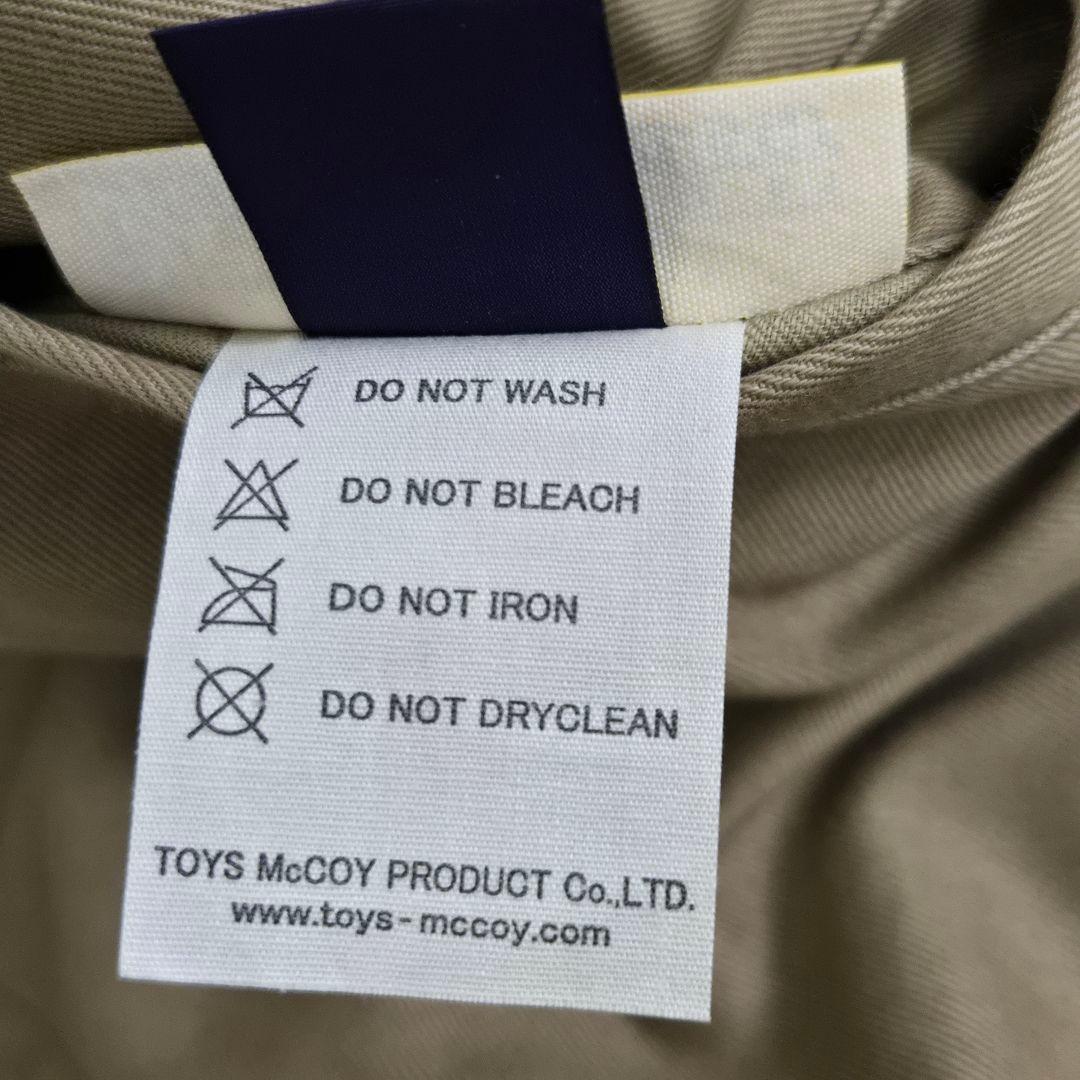 DO NOT WASH
DO NOT BLEACH
DO NOT IRON
DO NOT DRYCLEAN
TOYS McCOY PRODUCT Co.,LTD.
www.toys-mccoy.com